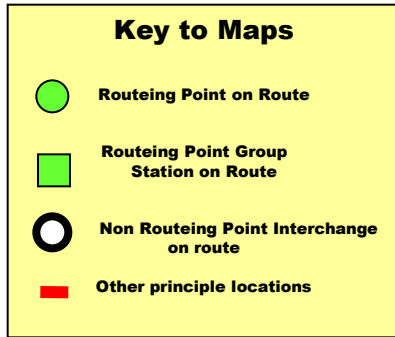 Key to Maps
Routeing Point on Route
Routeing Point Group
Station on Route
Non Routeing Point Interchange
on route
Other principle locations